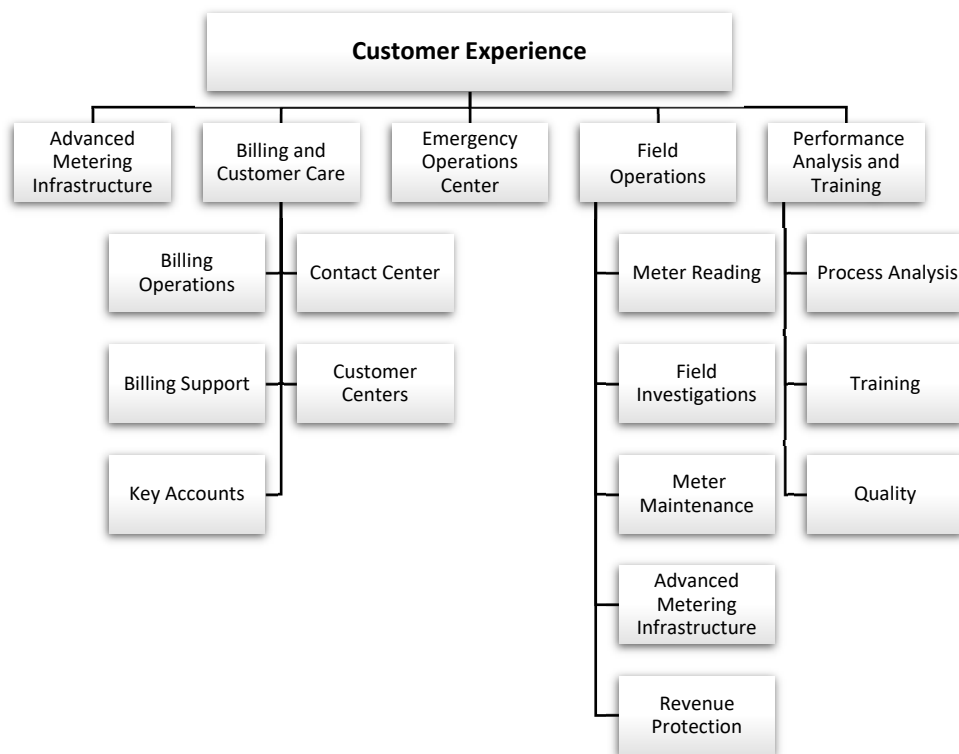 Customer Experience
Advanced
Metering
Infrastructure
Billing and
Customer Care
Emergency
Operations
Center
Field
Operations
Performance
Analysis and
Training
Billing
Operations
Contact Center
Billing Support
Customer
Centers
Key Accounts
Meter Reading
Field
Investigations
Meter
Maintenance
Advanced
Metering
Infrastructure
Revenue
Protection
Process Analysis
Training
Quality